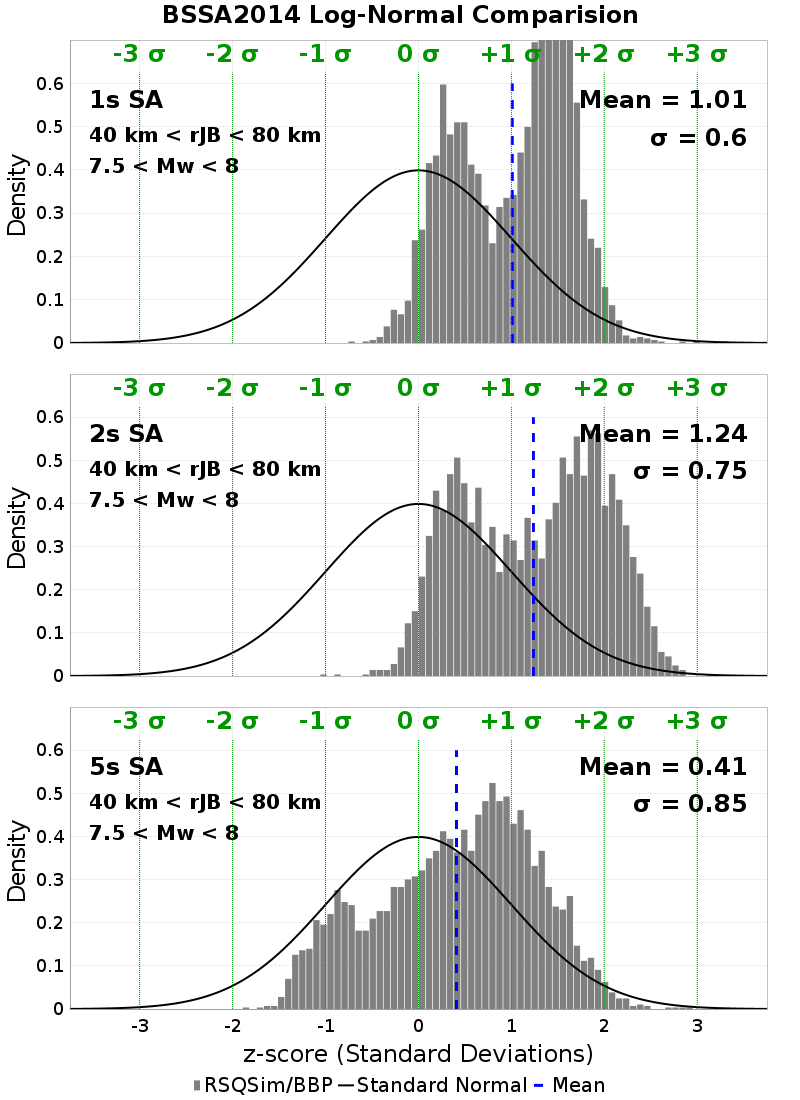 BSSA2014 Log-Normal Comparision
-3 σ -2 σ -1 σ 0 σ +1 σ +2 σ +3 σ
0.6
1s SA
Mean = 1.01
0.5
40 km < rJB < 80 km
σ = 0.6
7.5 < Mw < 8
0.4
0.3
0.2
0.1
0
Density
-3 σ -2 σ -1 σ 0 σ +1 σ +2 σ +3 σ
0.6
2s SA
Mean = 1.24
0.5
40 km < rJB < 80 km
σ = 0.75
7.5 < Mw < 8
0.4
0.3
0.2
0.1
0
Density
-3 σ -2 σ -1 σ 0 σ +1 σ +2 σ +3 σ
0.6
5s SA
Mean = 0.41
0.5
40 km < rJB < 80 km
σ = 0.85
7.5 < Mw < 8
0.4
0.3
0.2
0.1
0
Density
-3 -2 -1 0 1 2 3
z-score (Standard Deviations)
RSQSim/BBP Standard Normal Mean